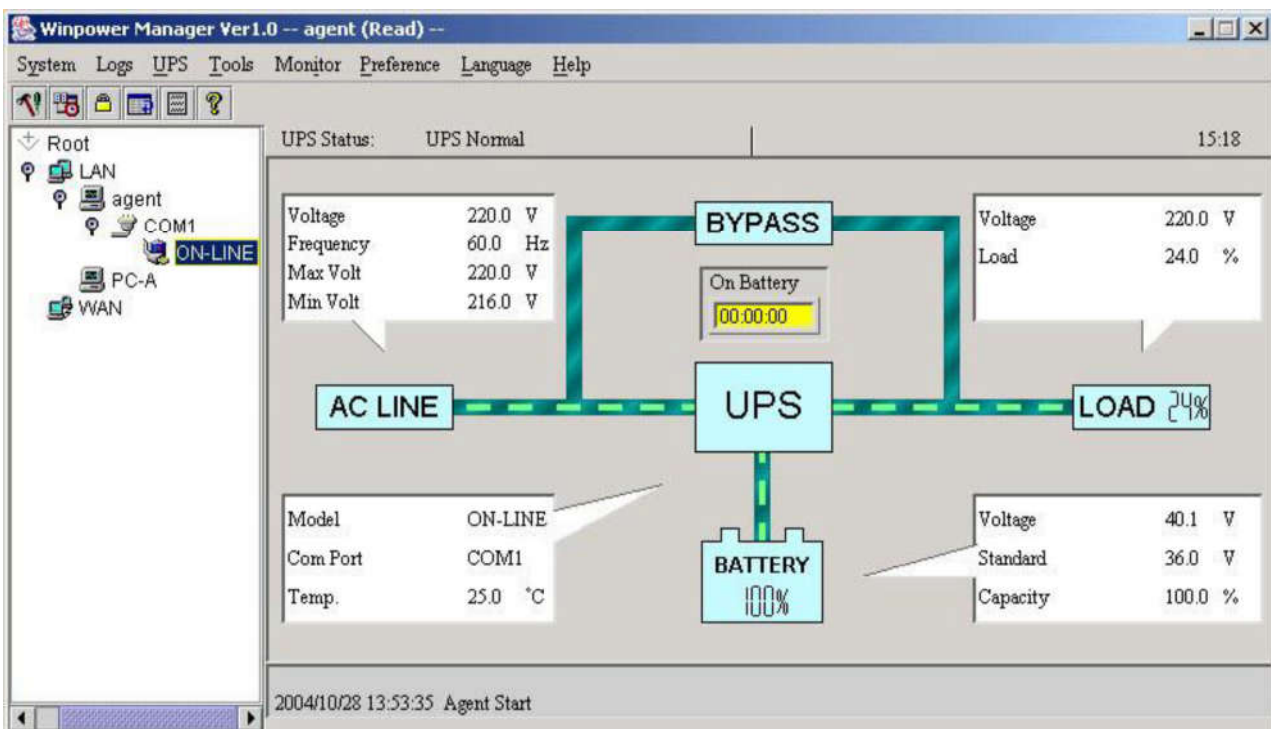 Winpower Manager Ver1.0 -- agent (Read) --
System Logs UPS Tools Monitor Preference Language Help
Root
LAN
agent
COM1
ON-LINE
PC-A
WAN
UPS Status: UPS Normal 15:18
Voltage 220.0 V
Frequency 60.0 Hz
Max Volt 220.0 V
Min Volt 216.0 V
BYPASS
On Battery
00:00:00
Voltage 220.0 V
Load 24.0 %
AC LINE
UPS
LOAD 24%
Model ON-LINE
Com Port COM1
Temp. 25.0 °C
BATTERY
100%
Voltage 40.1 V
Standard 36.0 V
Capacity 100.0 %
2004/10/28 13:53:35 Agent Start